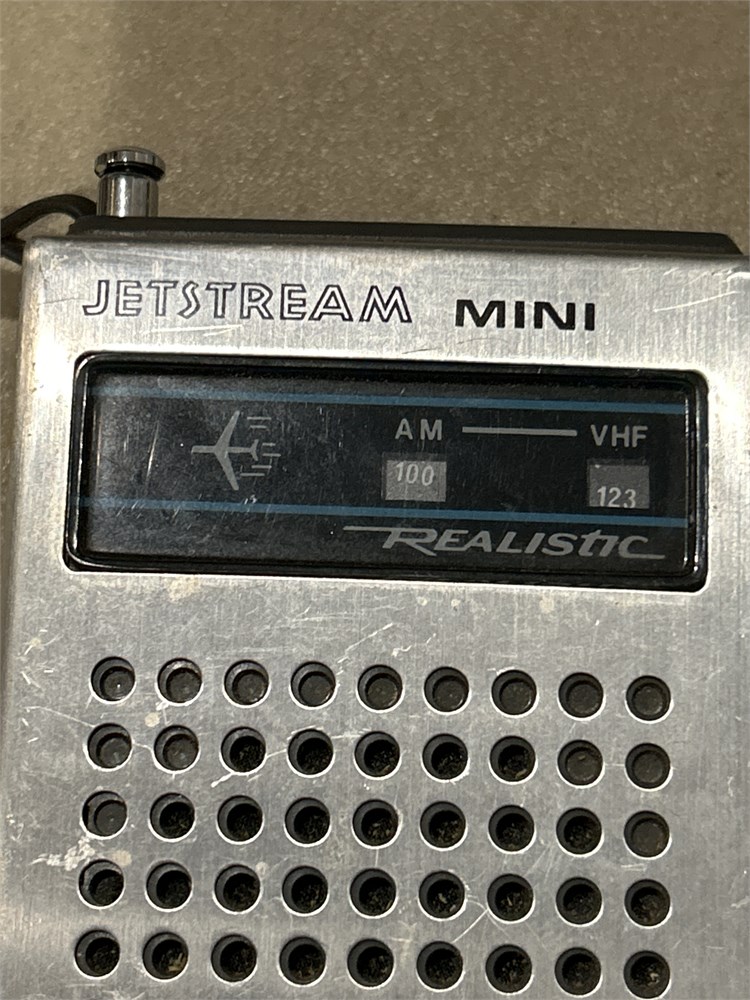 JETSTREAM MINI
AM VHF
100 123
REALISTIC